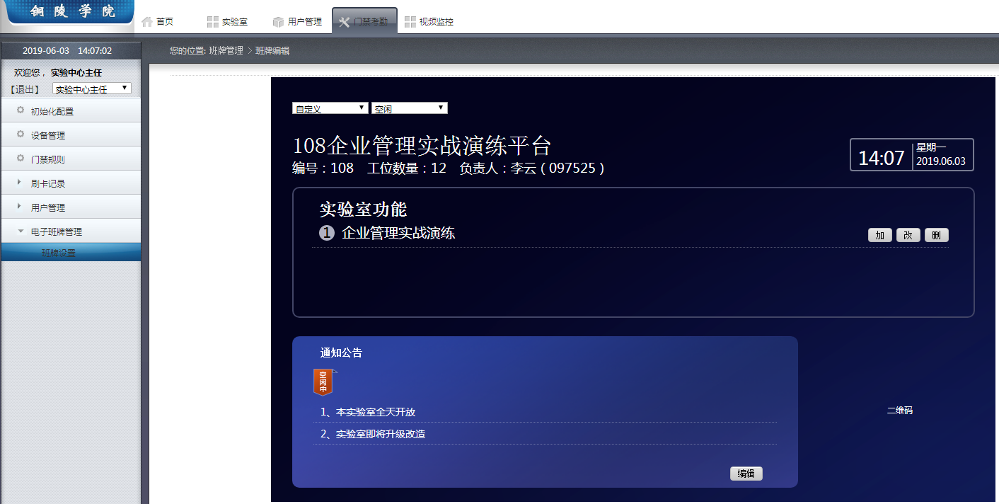 铜陵学院
首页 实验室 用户管理 门禁考勤 视频监控
2019-06-03 14:07:02
您的位置: 班牌管理 > 班牌编辑
欢迎您，实验中心主任
【退出】 实验中心主任
初始化配置
设备管理
门禁规则
刷卡记录
用户管理
电子班牌管理
班牌设置
自定义 空闲
108企业管理实战演练平台
编号：108 工位数量：12 负责人：李云（097525）
14:07
星期一
2019.06.03
实验室功能
1 企业管理实战演练
加 改 删
通知公告
空闲中
1、本实验室全天开放
2、实验室即将升级改造
编辑
二维码